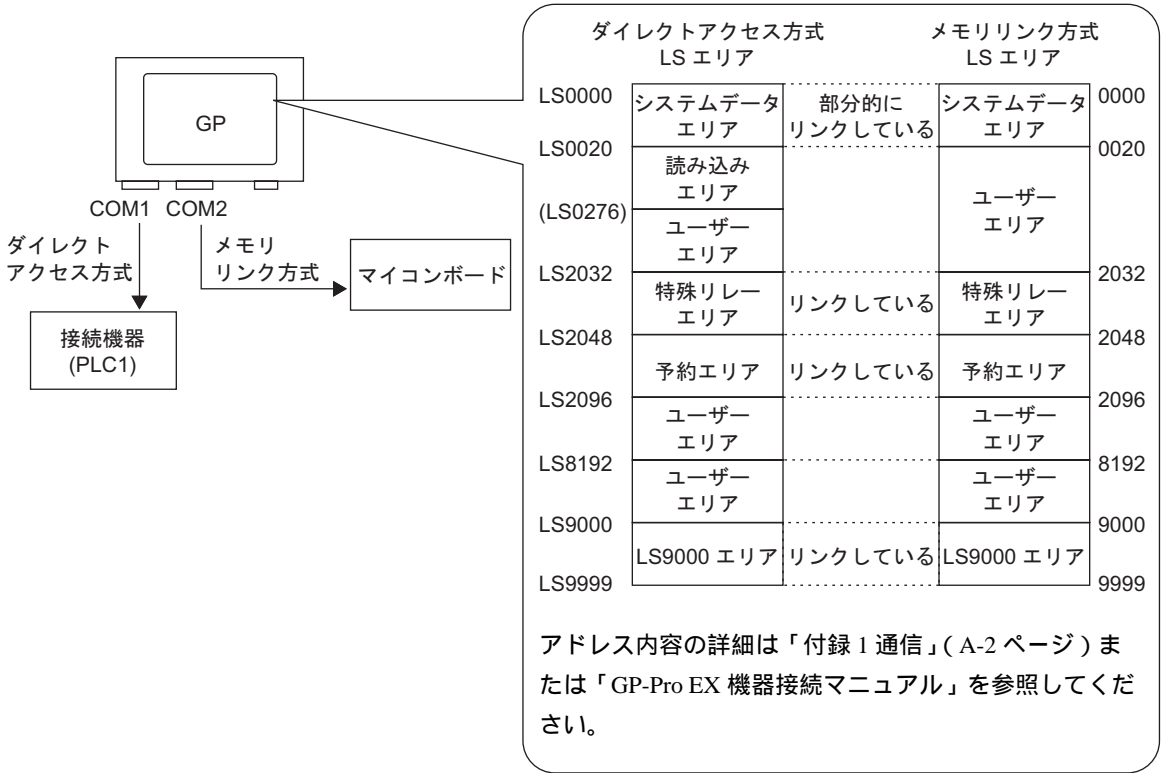 GP
COM1 COM2
ダイレクト
アクセス方式
メモリ
リンク方式
マイコンボード
接続機器
(PLC1)
ダイレクトアクセス方式
LS エリア
メモリリンク方式
LS エリア
LS0000
システムデータ
エリア
部分的に
リンクしている
システムデータ
エリア
0000
LS0020
0020
読み込み
エリア
(LS0276)
ユーザー
エリア
ユーザー
エリア
LS2032
2032
特殊リレー
エリア
リンクしている
特殊リレー
エリア
LS2048
2048
予約エリア
リンクしている
予約エリア
LS2096
2096
ユーザー
エリア
ユーザー
エリア
LS8192
8192
ユーザー
エリア
ユーザー
エリア
LS9000
9000
LS9000 エリア
リンクしている
LS9000 エリア
LS9999
9999
アドレス内容の詳細は「付録 1 通信」( A-2 ページ ) ま
たは「GP-Pro EX 機器接続マニュアル」を参照してくだ
さい。